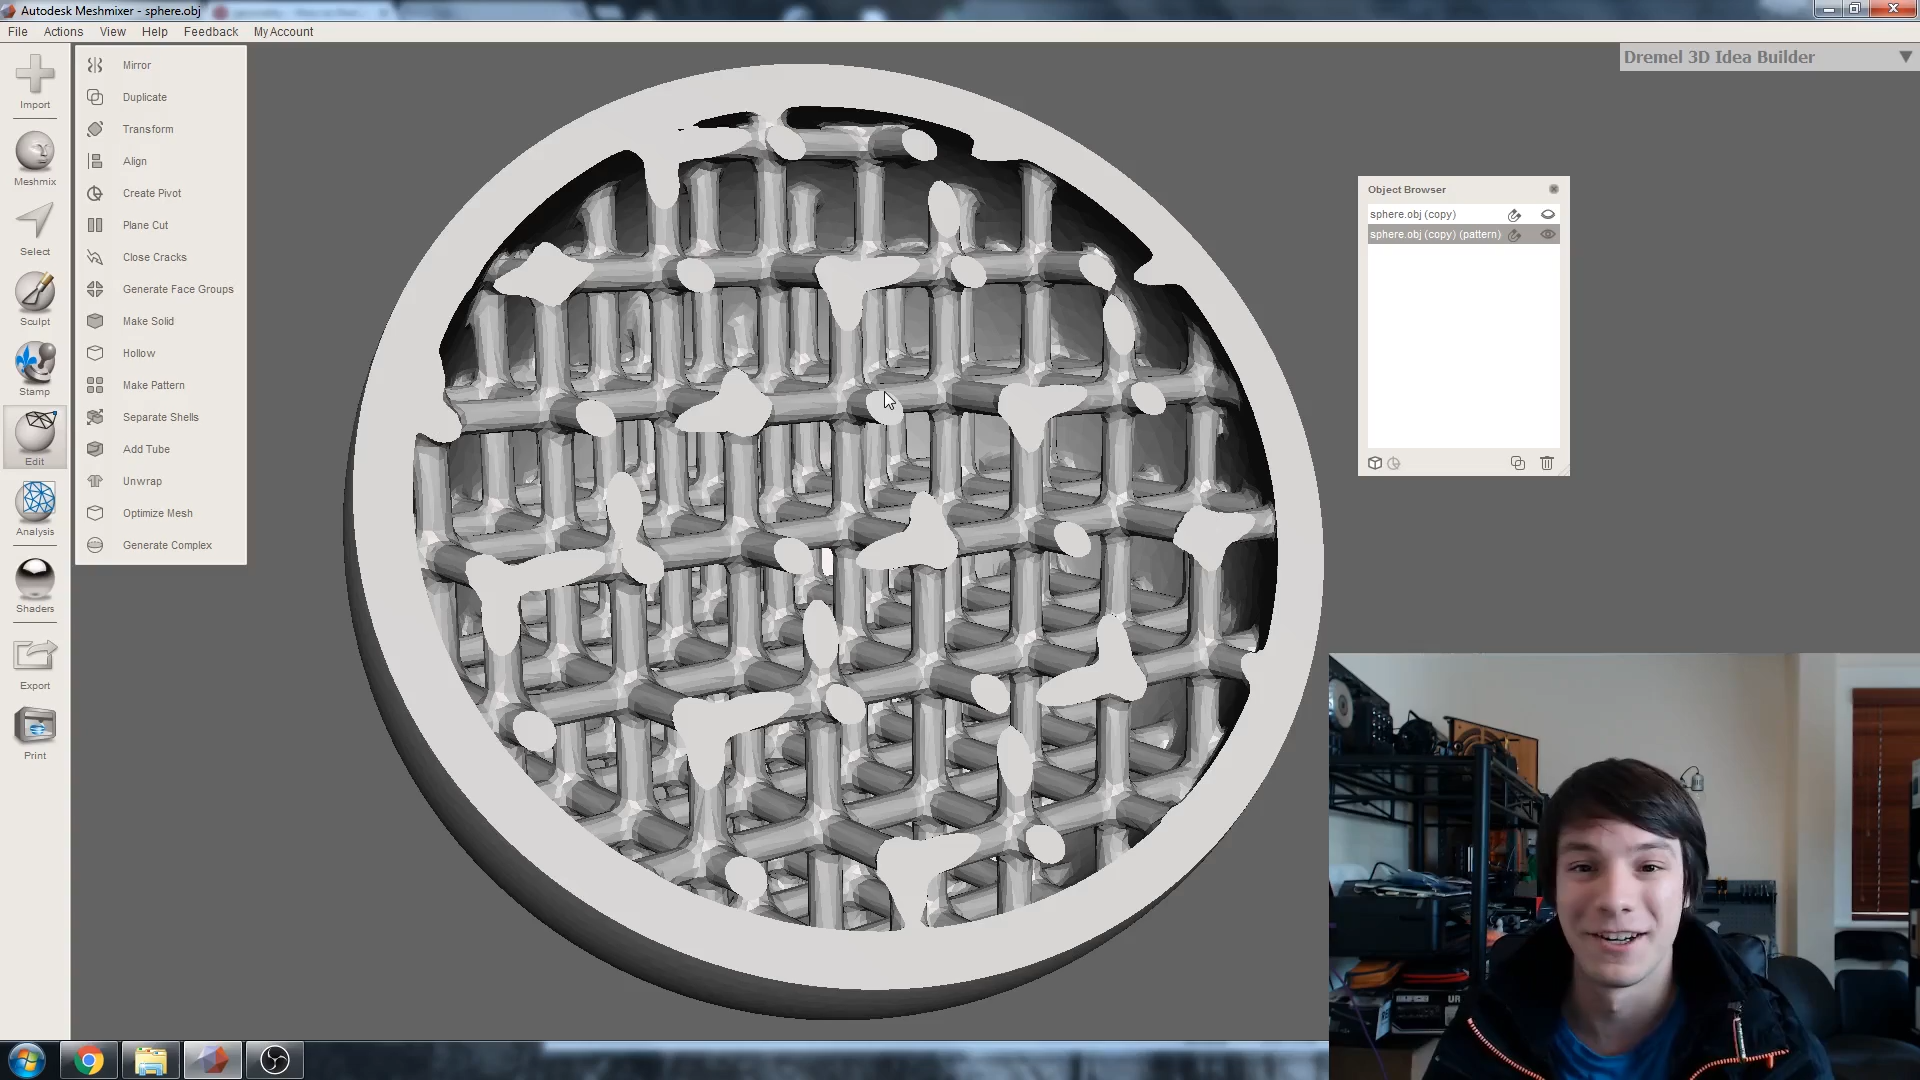 Autodesk Meshmixer - sphere.obj
File Actions View Help Feedback My Account
Dremel 3D Idea Builder
Import
Meshmix
Select
Sculpt
Stamp
Edit
Analysis
Shaders
Export
Print
Mirror
Duplicate
Transform
Align
Create Pivot
Plane Cut
Close Cracks
Generate Face Groups
Make Solid
Hollow
Make Pattern
Separate Shells
Add Tube
Unwrap
Optimize Mesh
Generate Complex
Object Browser
sphere.obj (copy)
sphere.obj (copy) (pattern)